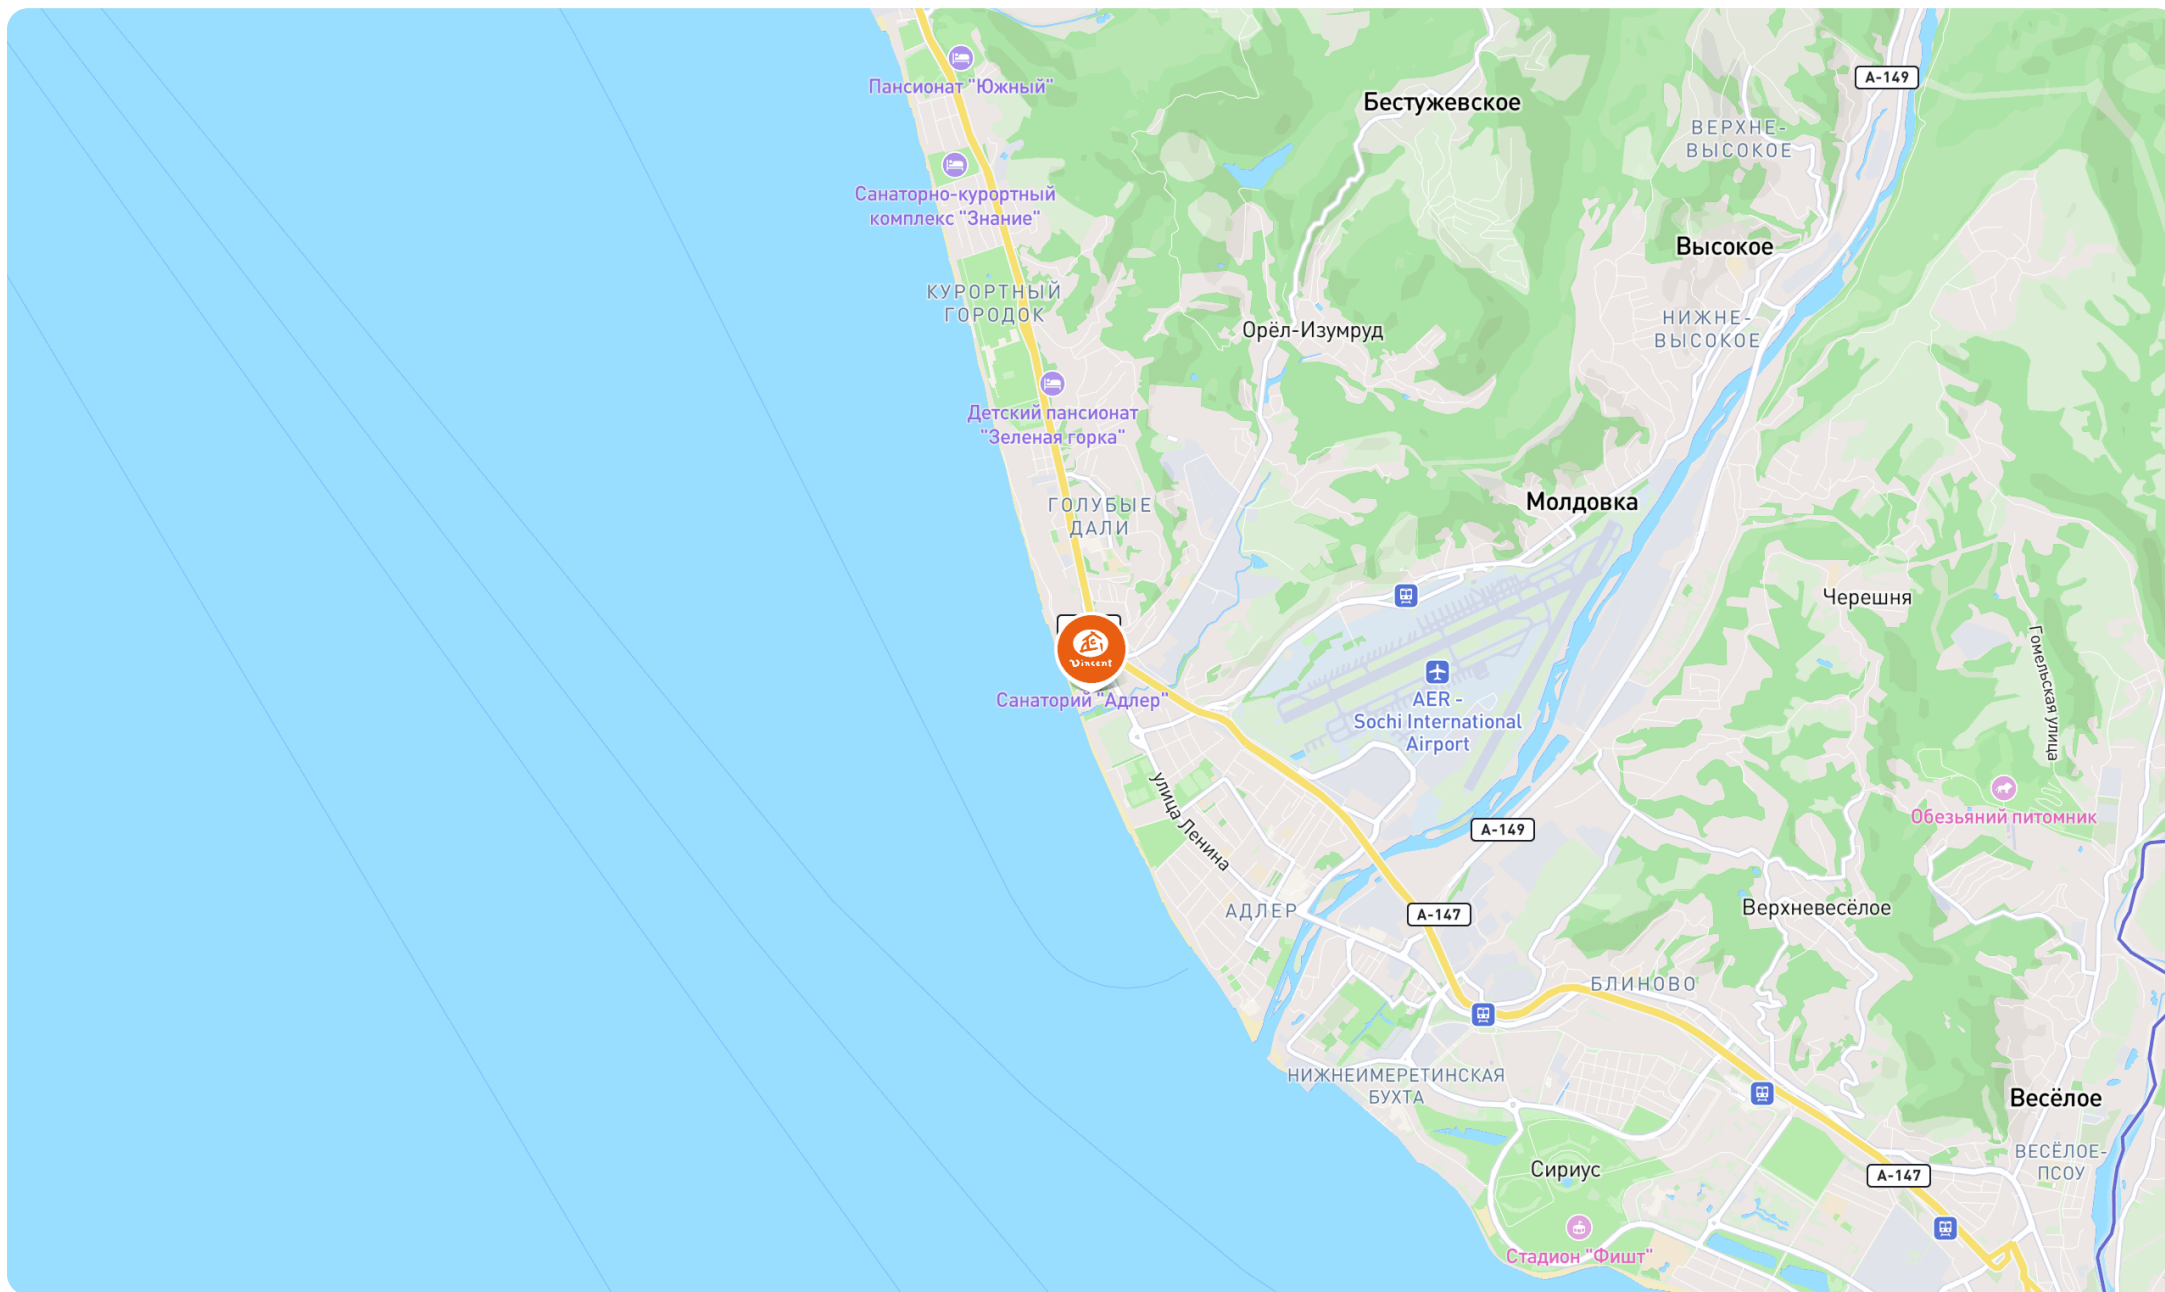 Пансионат "Южный"
А-149
Бестужевское
ВЕРХНЕ-
ВЫСОКОЕ
Санаторно-курортный
комплекс "Знание"
Высокое
КУРОРТНЫЙ
ГОРОДОК
Орёл-Изумруд
НИЖНЕ-
ВЫСОКОЕ
Детский пансионат
"Зеленая горка"
ГОЛУБЫЕ
ДАЛИ
Молдовка
Черешня
Гомельская улица
Vincent
Санаторий "Адлер"
AER -
Sochi International
Airport
улица Ленина
Обезьяний питомник
А-149
АДЛЕР
А-147
Верхневесёлое
БЛИНОВО
НИЖНЕИМЕРЕТИНСКАЯ
БУХТА
Весёлое
ВЕСЁЛОЕ-
ПСОУ
Сириус
А-147
Стадион "Фишт"